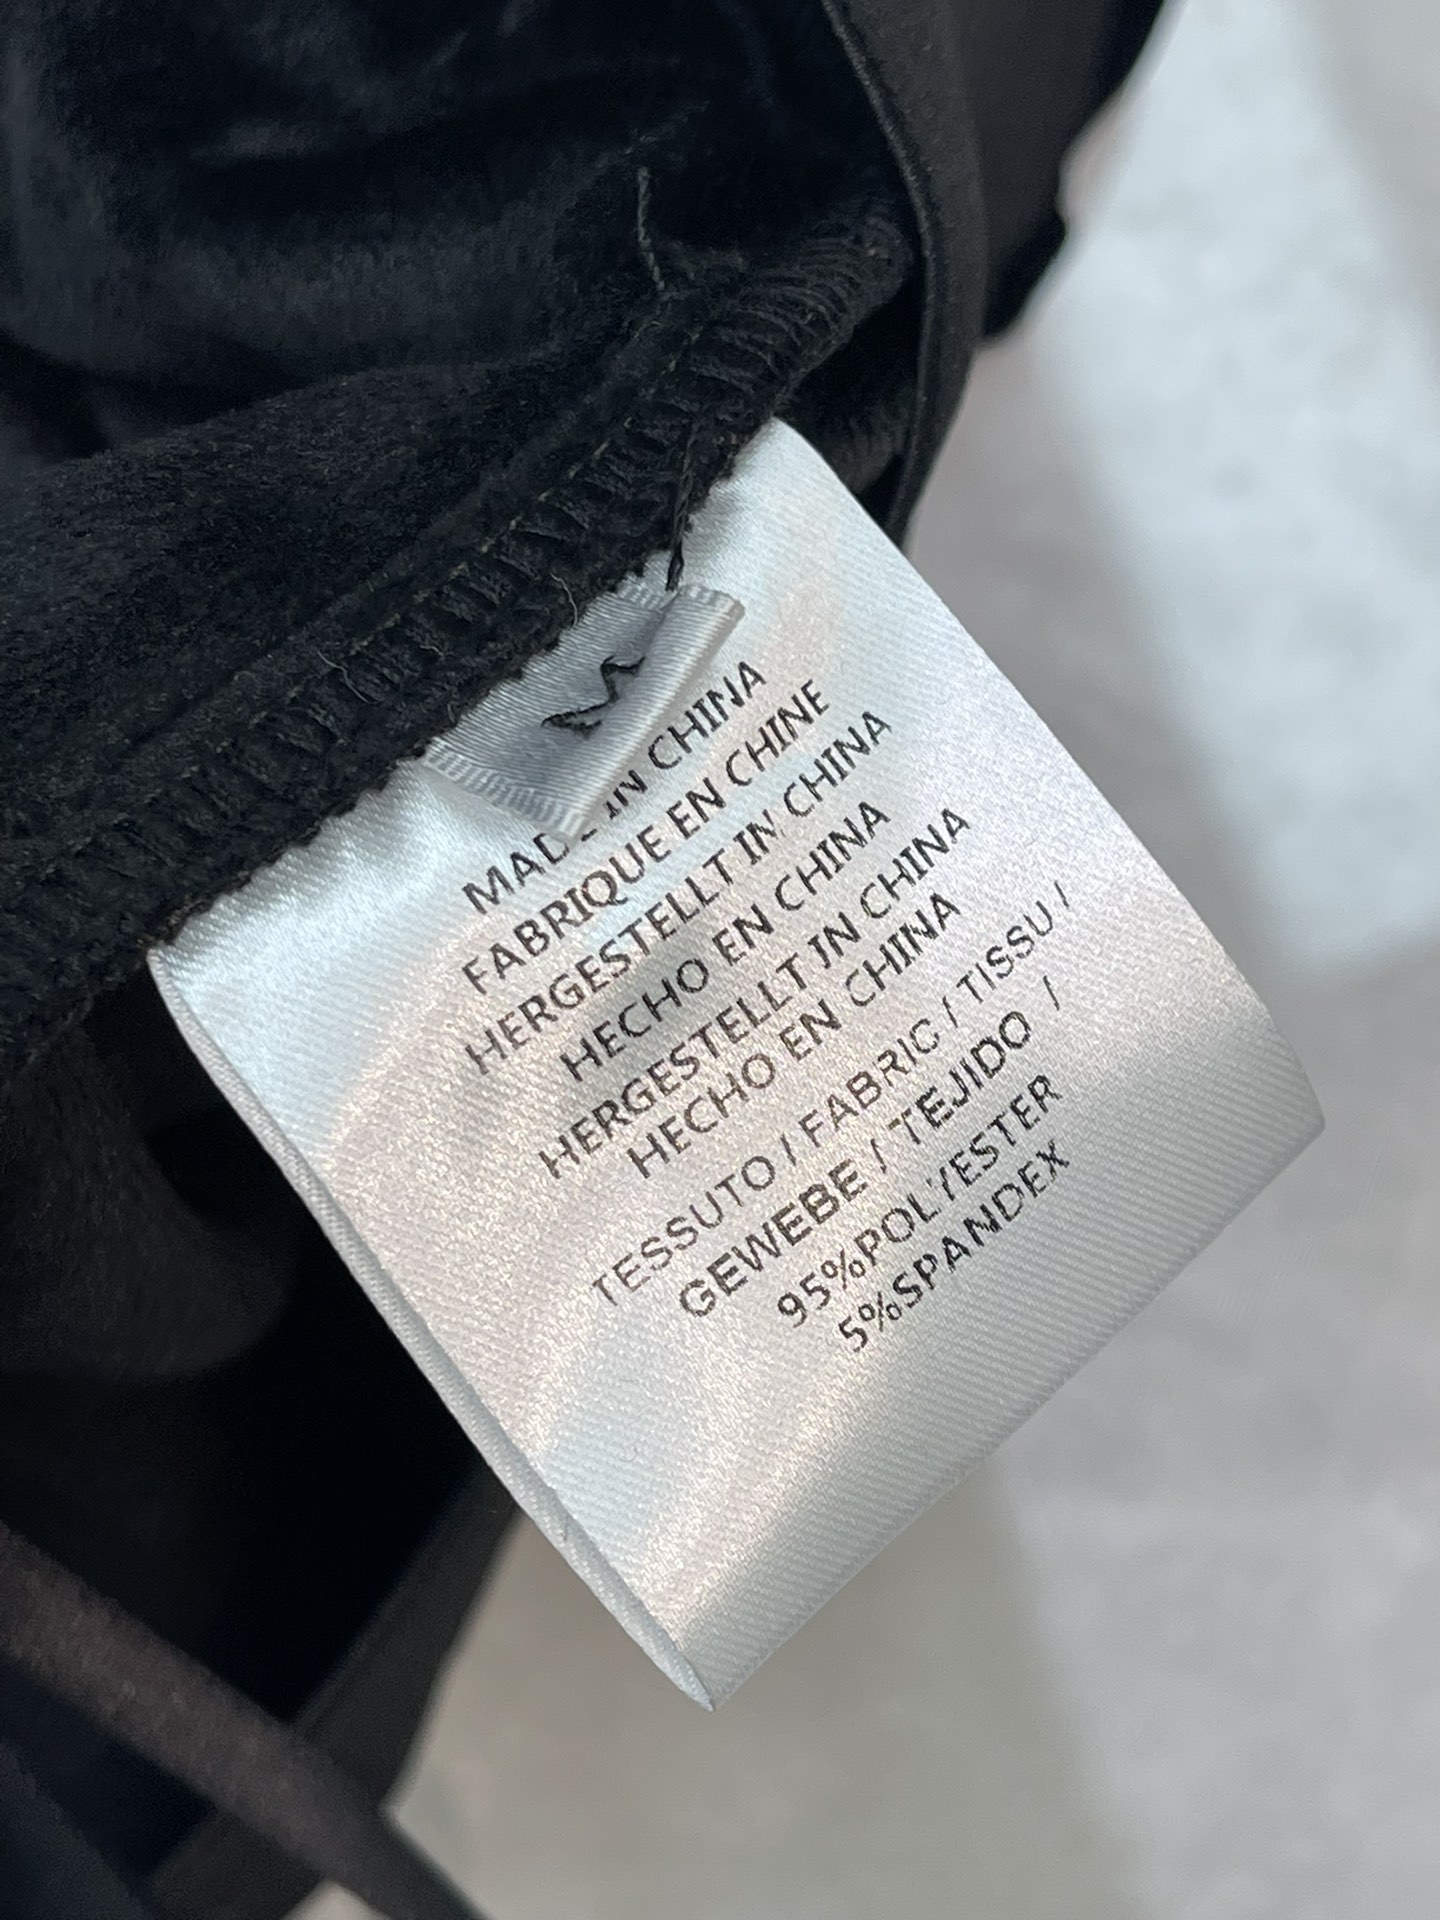 MADE IN CHINA
FABRIQUE EN CHINE
HERGESTELLT IN CHINA
HECHO EN CHINA
HERGESTELLT IN CHINA
HECHO EN CHINA
TESSUTO / FABRIC / TISSU /
GEWEBE / TEJIDO /
95%POLYESTER
5%SPANDEX